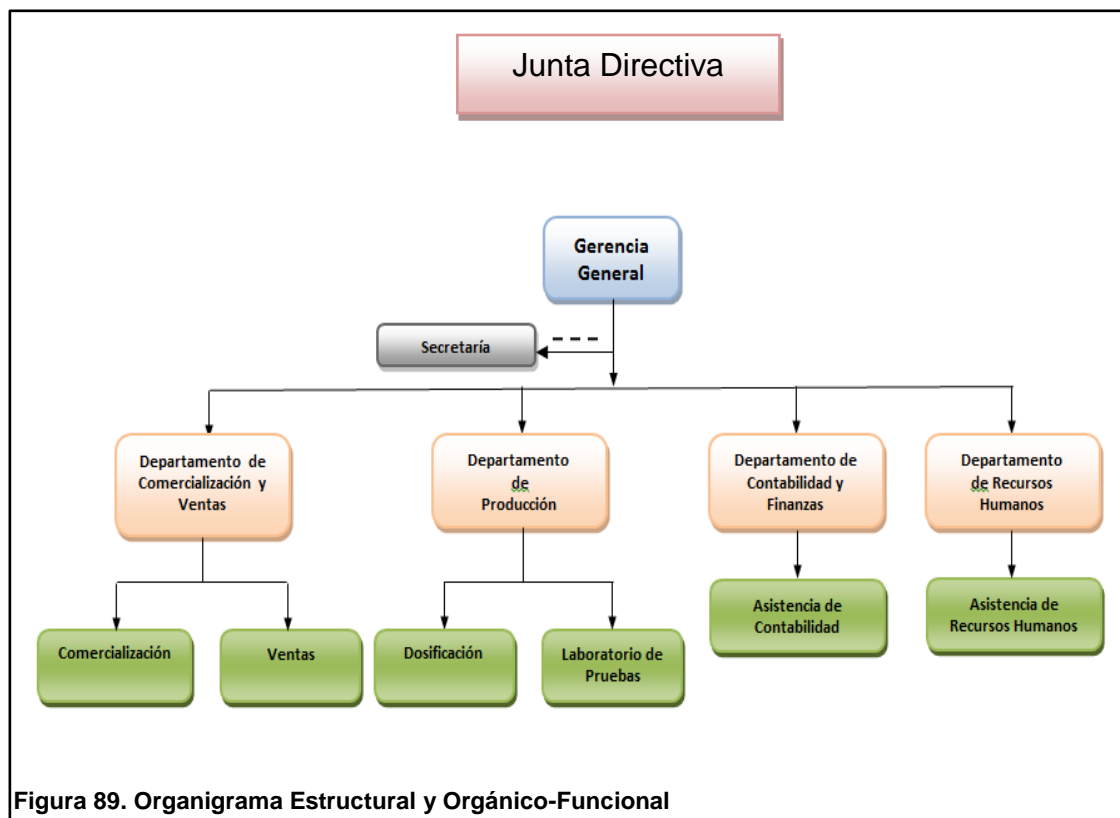 Junta Directiva
Gerencia
General
Secretaría
Departamento de
Comercialización y
Ventas
Departamento
de
Producción
Departamento de
Contabilidad y
Finanzas
Departamento
de Recursos
Humanos
Comercialización
Ventas
Dosificación
Laboratorio de
Pruebas
Asistencia de
Contabilidad
Asistencia de
Recursos Humanos
Figura 89. Organigrama Estructural y Orgánico-Funcional